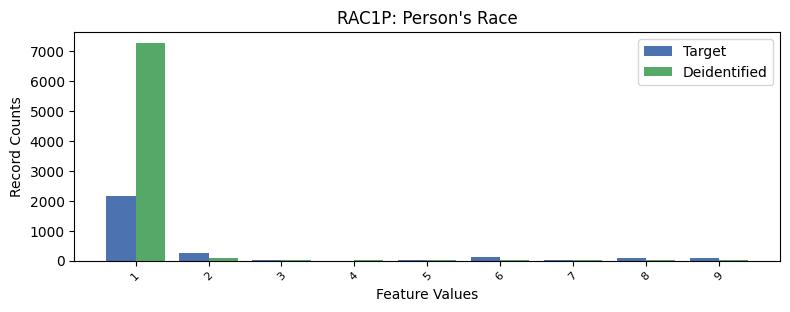 RAC1P: Person's Race
Target
Deidentified
Record Counts
7000
6000
5000
4000
3000
2000
1000
0
1 2 3 4 5 6 7 8 9
Feature Values